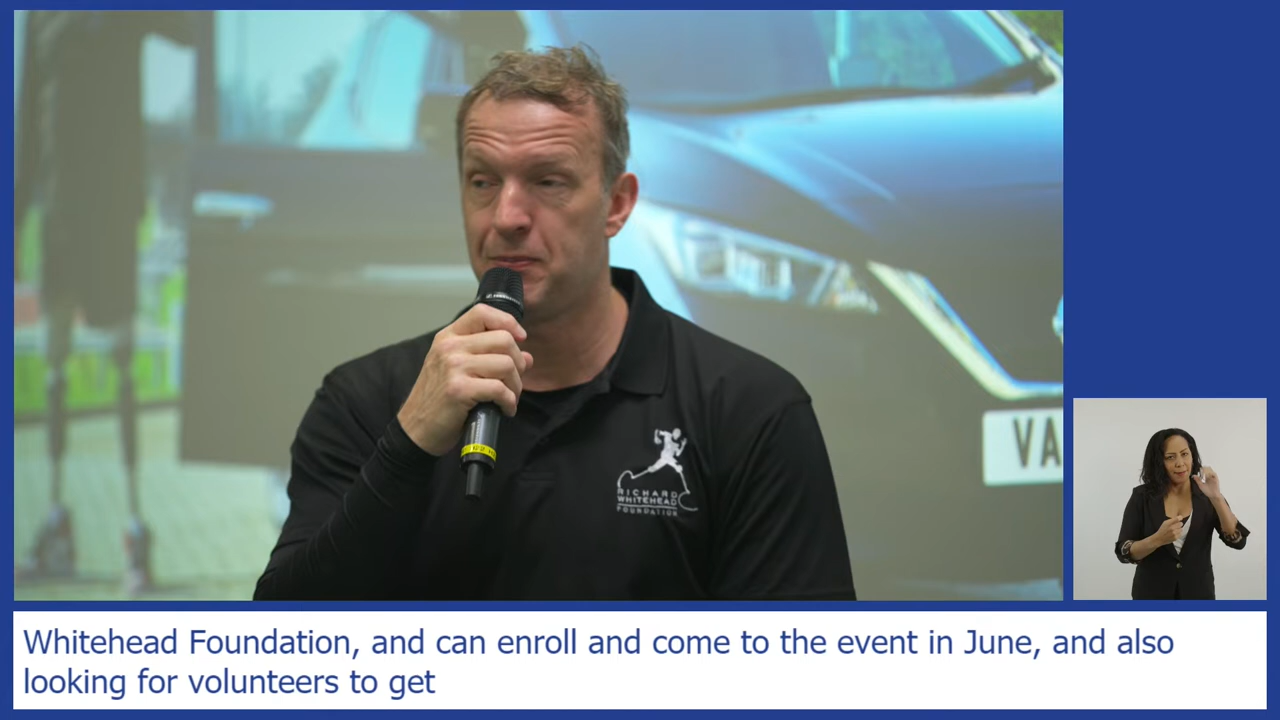 VA
RICHARD
WHITEHEAD
FOUNDATION
Whitehead Foundation, and can enroll and come to the event in June, and also
looking for volunteers to get